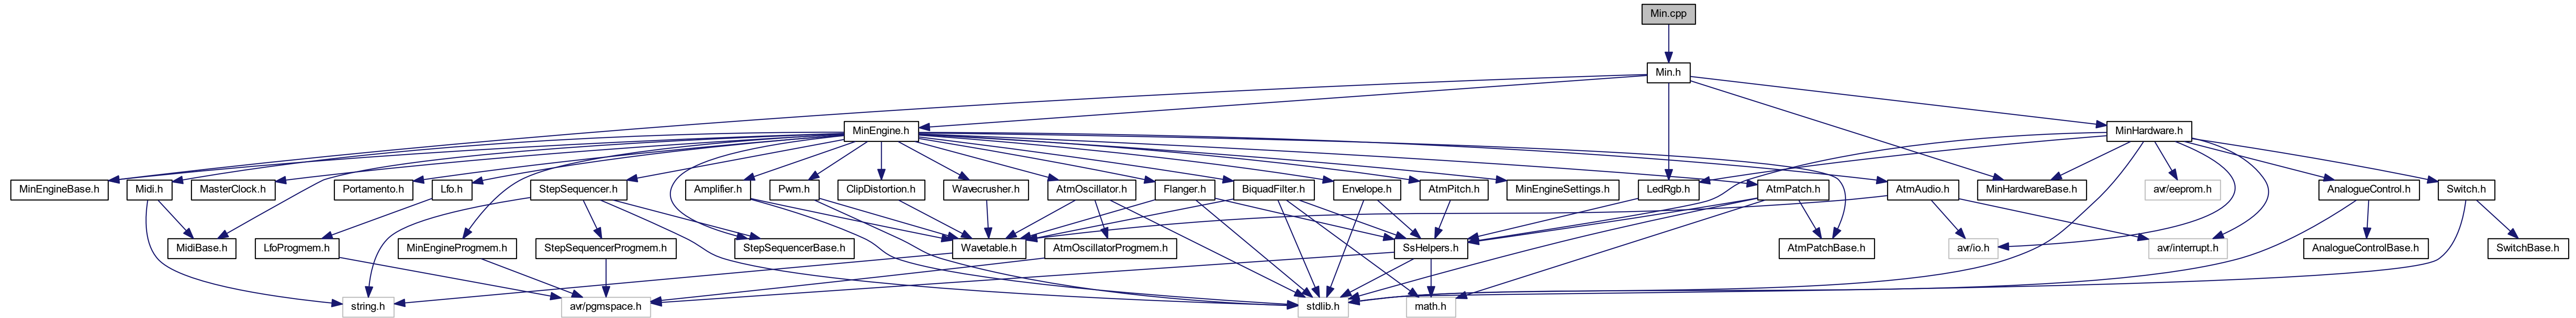 Min.cpp
Min.h
MinEngine.h
MinHardware.h
MinEngineBase.h
Midi.h
MasterClock.h
Portamento.h
Lfo.h
StepSequencer.h
Amplifier.h
Pwm.h
ClipDistortion.h
Wavecrusher.h
AtmOscillator.h
Flanger.h
BiquadFilter.h
Envelope.h
AtmPitch.h
MinEngineSettings.h
LedRgb.h
AtmPatch.h
AtmAudio.h
MinHardwareBase.h
avr/eeprom.h
AnalogueControl.h
Switch.h
MidiBase.h
LfoProgmem.h
MinEngineProgmem.h
StepSequencerProgmem.h
StepSequencerBase.h
Wavetable.h
AtmOscillatorProgmem.h
SsHelpers.h
AtmPatchBase.h
avr/io.h
avr/interrupt.h
AnalogueControlBase.h
SwitchBase.h
string.h
avr/pgmspace.h
stdlib.h
math.h